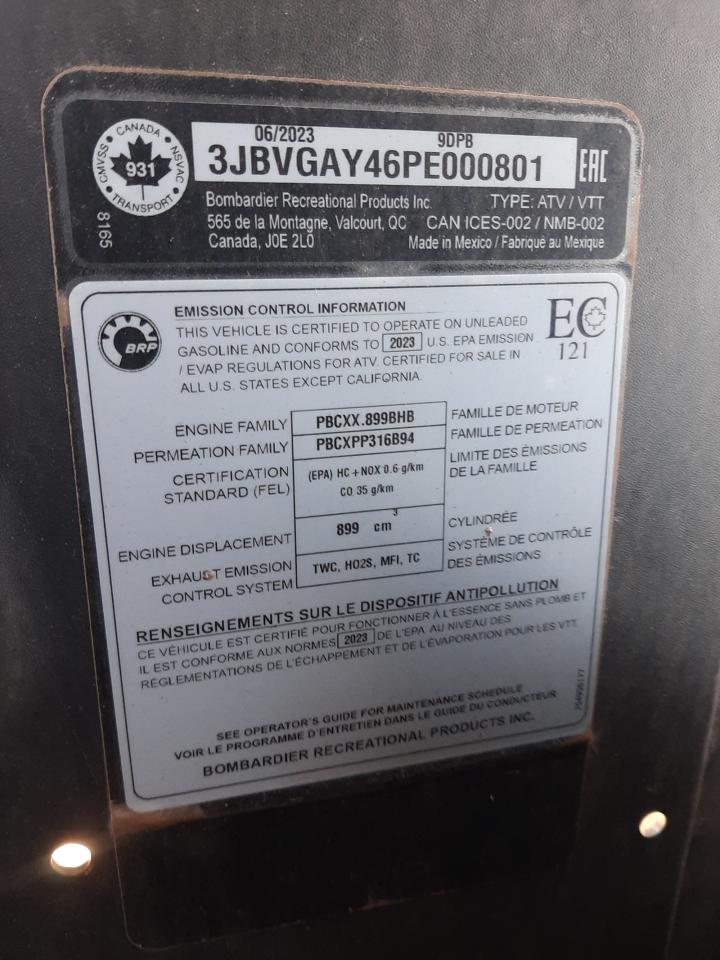 CMVSS · CANADA · NSVAC
931
TRANSPORT
8165
06/2023 9DPB
3JBVGAY46PE000801
EAC
Bombardier Recreational Products Inc. TYPE: ATV / VTT
565 de la Montagne, Valcourt, QC CAN ICES-002 / NMB-002
Canada, J0E 2L0 Made in Mexico / Fabriqué au Mexique
BRP
EMISSION CONTROL INFORMATION
THIS VEHICLE IS CERTIFIED TO OPERATE ON UNLEADED
GASOLINE AND CONFORMS TO 2023 U.S. EPA EMISSION
/ EVAP REGULATIONS FOR ATV. CERTIFIED FOR SALE IN
ALL U.S. STATES EXCEPT CALIFORNIA.
EC
121
ENGINE FAMILY PBCXX.899BHB FAMILLE DE MOTEUR
PERMEATION FAMILY PBCXPP316B94 FAMILLE DE PERMEATION
CERTIFICATION (EPA) HC + NOX 0.6 g/km LIMITE DES ÉMISSIONS
STANDARD (FEL) CO 35 g/km DE LA FAMILLE
ENGINE DISPLACEMENT 899 cm³ CYLINDRÉE
EXHAUST EMISSION TWC, HO2S, MFI, TC SYSTÈME DE CONTRÔLE
CONTROL SYSTEM DES ÉMISSIONS
RENSEIGNEMENTS SUR LE DISPOSITIF ANTIPOLLUTION
CE VÉHICULE EST CERTIFIÉ POUR FONCTIONNER À L'ESSENCE SANS PLOMB ET
IL EST CONFORME AUX NORMES 2023 DE L'EPA AU NIVEAU DES
RÉGLEMENTATIONS DE L'ÉCHAPPEMENT ET DE L'ÉVAPORATION POUR LES VTT.
SEE OPERATOR'S GUIDE FOR MAINTENANCE SCHEDULE
VOIR LE PROGRAMME D'ENTRETIEN DANS LE GUIDE DU CONDUCTEUR
BOMBARDIER RECREATIONAL PRODUCTS INC.